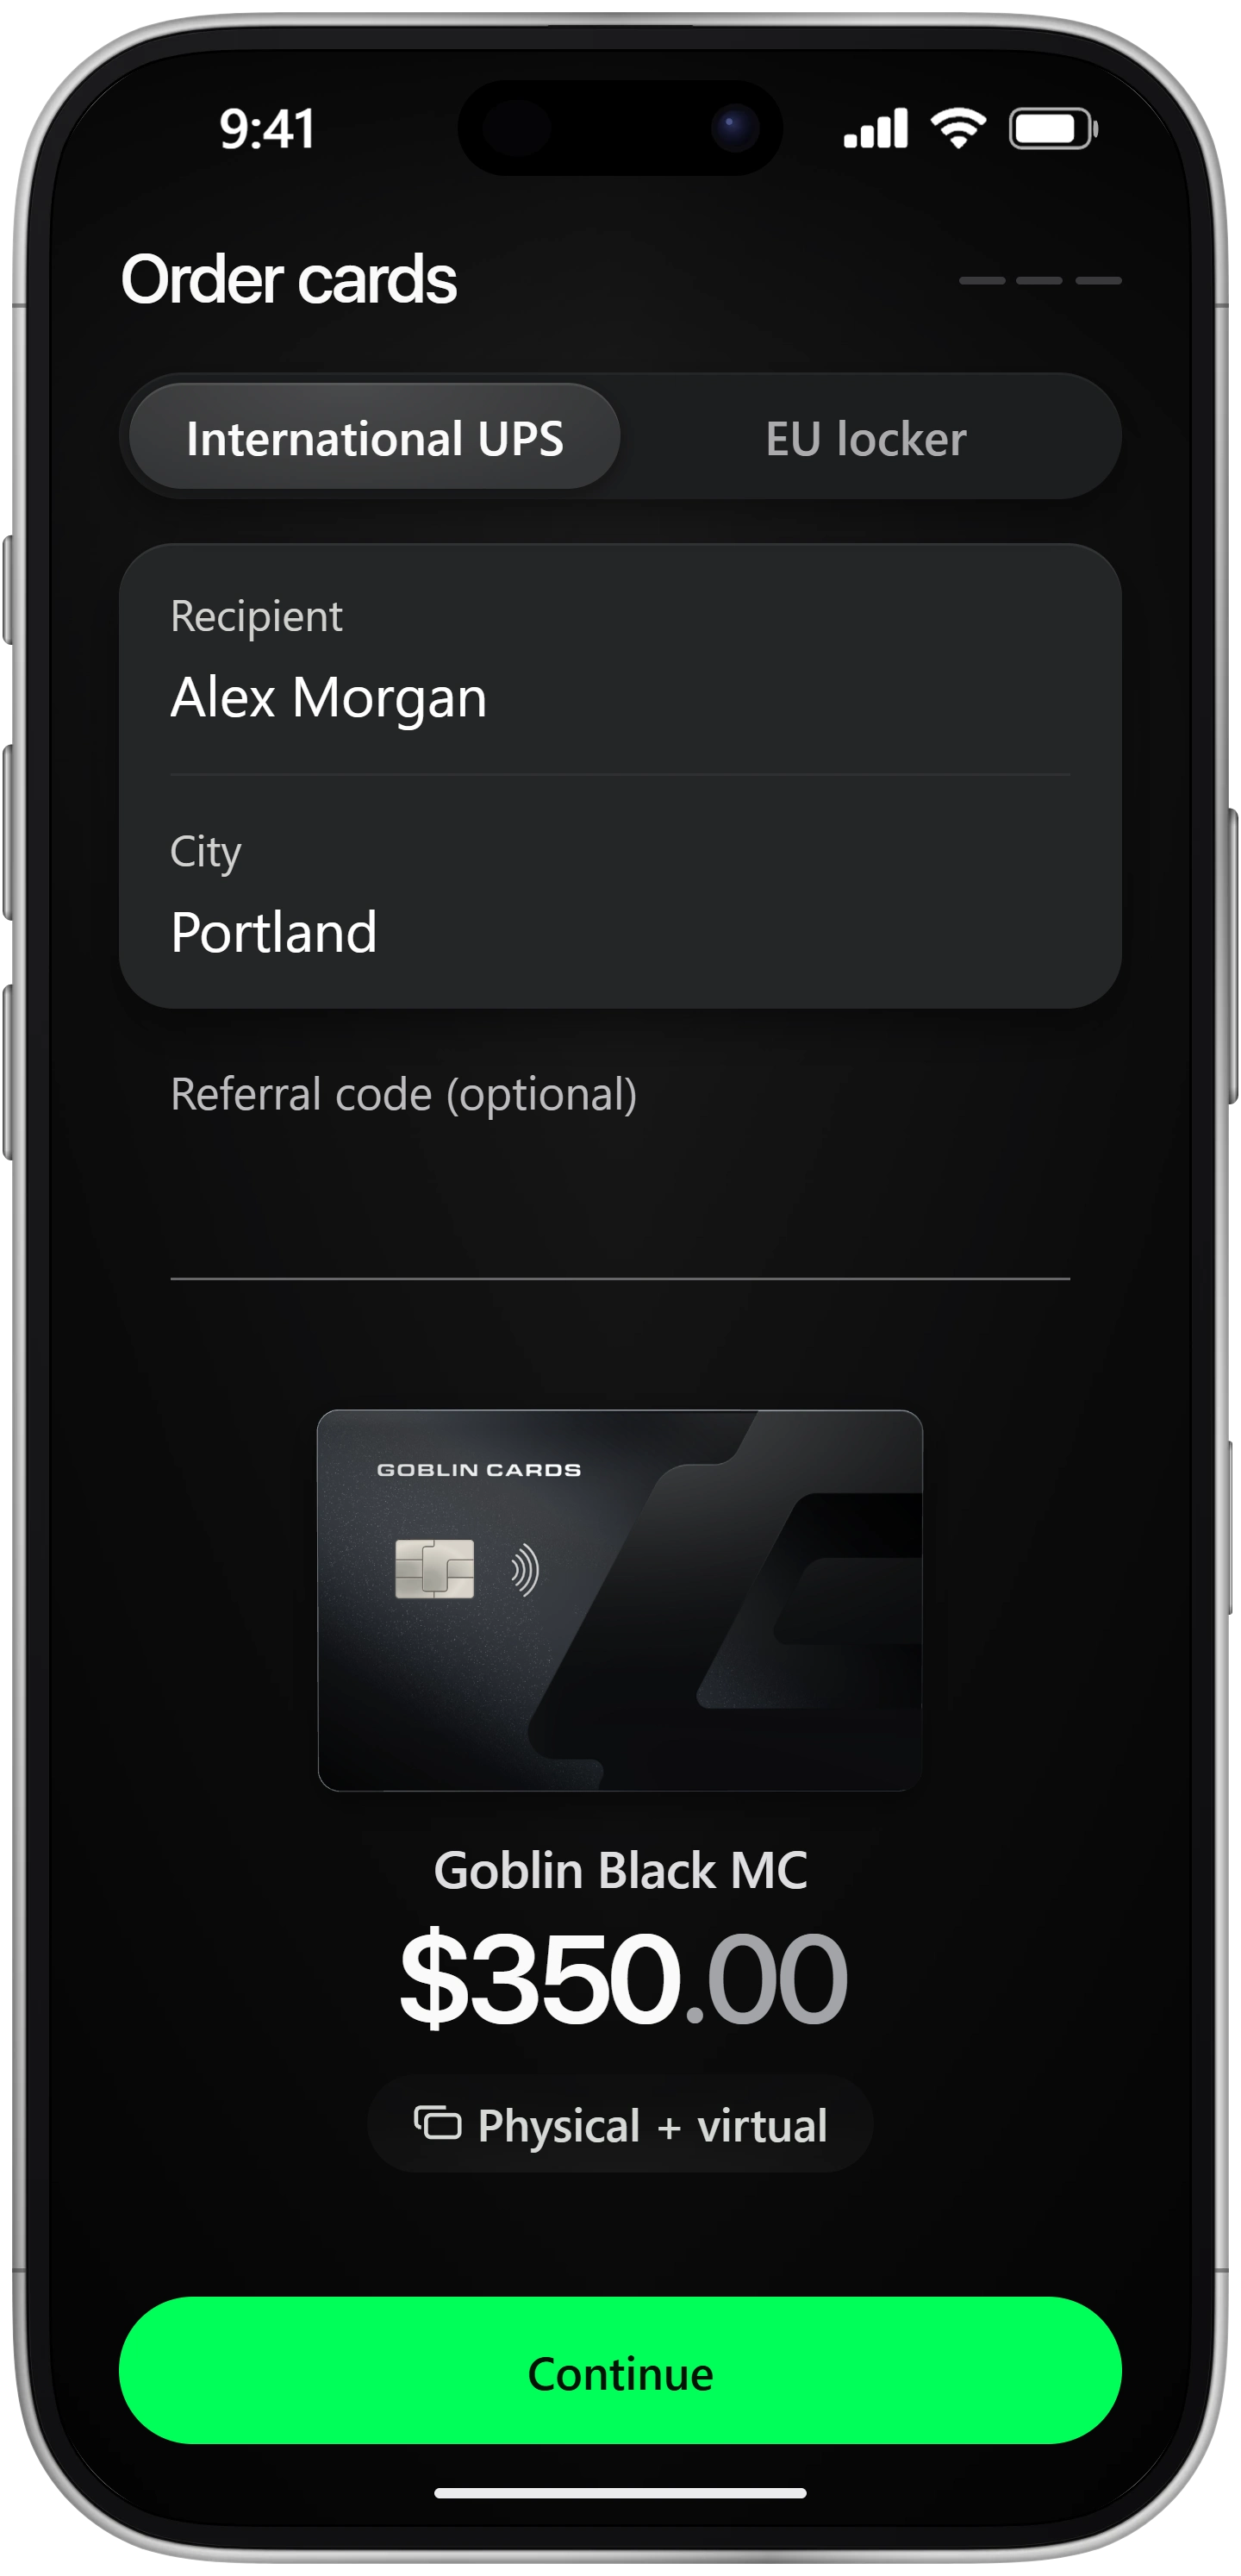 9:41
Order cards
International UPS
EU locker
Recipient
Alex Morgan
City
Portland
Referral code (optional)
GOBLIN CARDS
Goblin Black MC
$350.00
Physical + virtual
Continue